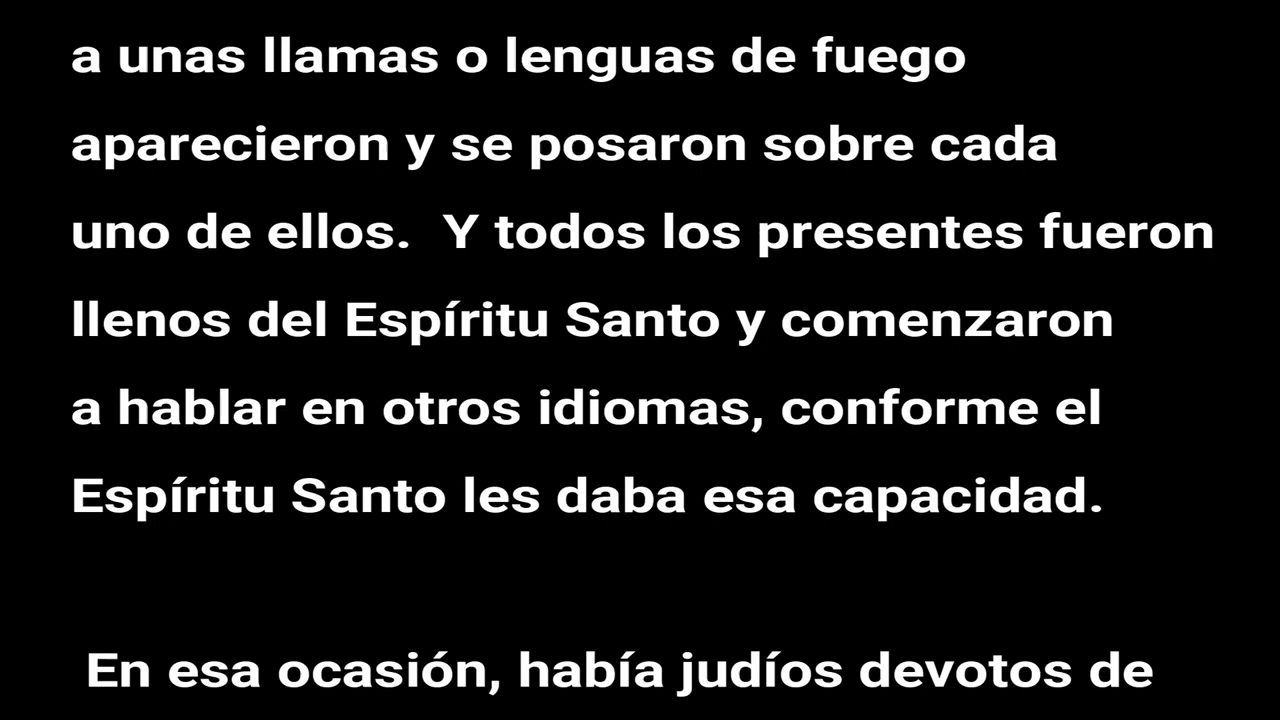 a unas llamas o lenguas de fuego
aparecieron y se posaron sobre cada
uno de ellos.  Y todos los presentes fueron
llenos del Espíritu Santo y comenzaron
a hablar en otros idiomas, conforme el
Espíritu Santo les daba esa capacidad.
En esa ocasión, había judíos devotos de